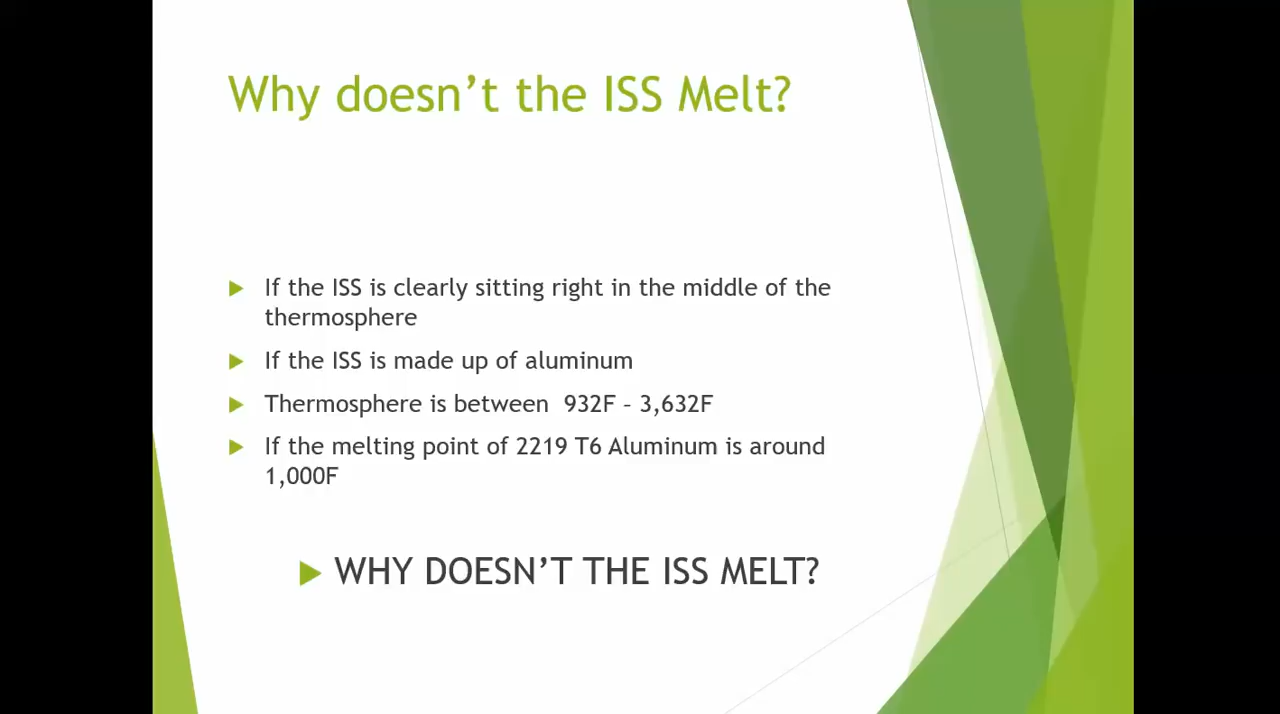 Why doesn’t the ISS Melt?
If the ISS is clearly sitting right in the middle of the
thermosphere
If the ISS is made up of aluminum
Thermosphere is between  932F – 3,632F
If the melting point of 2219 T6 Aluminum is around
1,000F
WHY DOESN’T THE ISS MELT?